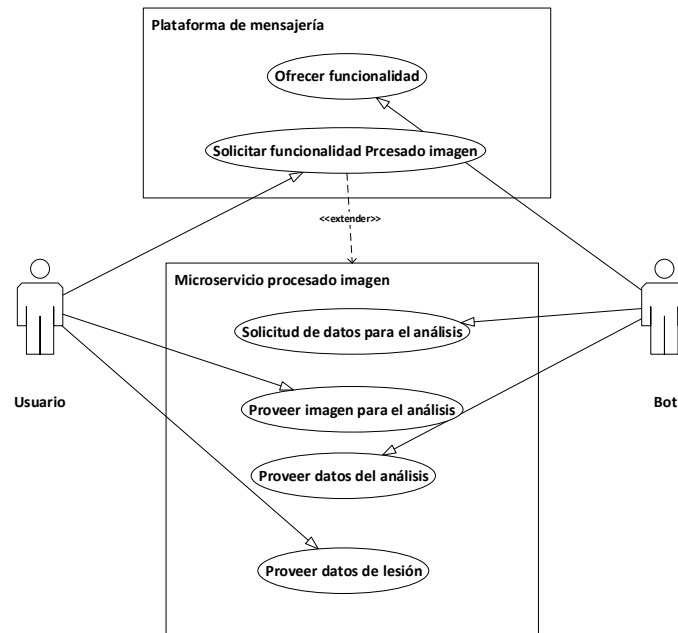 Plataforma de mensajería
Ofrecer funcionalidad
Solicitar funcionalidad Prcesado imagen
<<extender>>
Microservicio procesado imagen
Solicitud de datos para el análisis
Usuario
Bot
Proveer imagen para el análisis
Proveer datos del análisis
Proveer datos de lesión